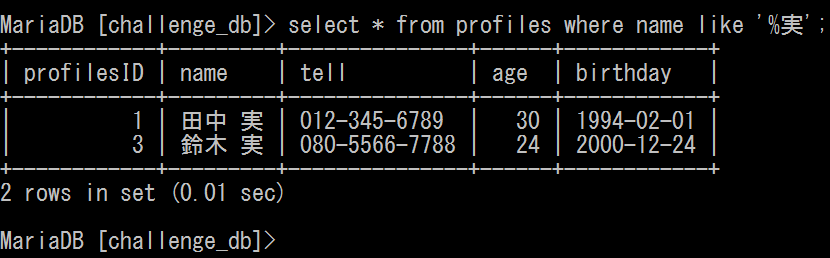 MariaDB [challenge_db]> select * from profiles where name like '%実';
+------------+---------+---------------+------+------------+
| profilesID | name    | tell          | age  | birthday   |
+------------+---------+---------------+------+------------+
|          1 | 田中 実 | 012-345-6789  |   30 | 1994-02-01 |
|          3 | 鈴木 実 | 080-5566-7788 |   24 | 2000-12-24 |
+------------+---------+---------------+------+------------+
2 rows in set (0.01 sec)
MariaDB [challenge_db]>